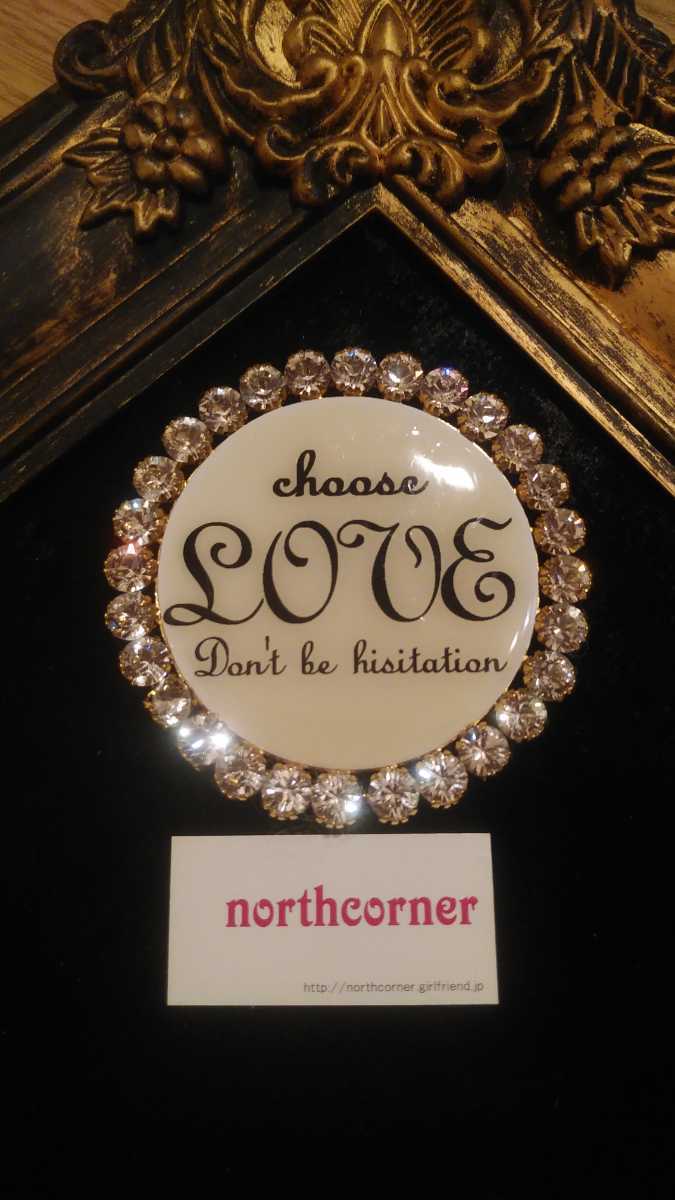 choose
LOVE
Don't be hisitation
northcorner
http://northcorner.girlfriend.jp